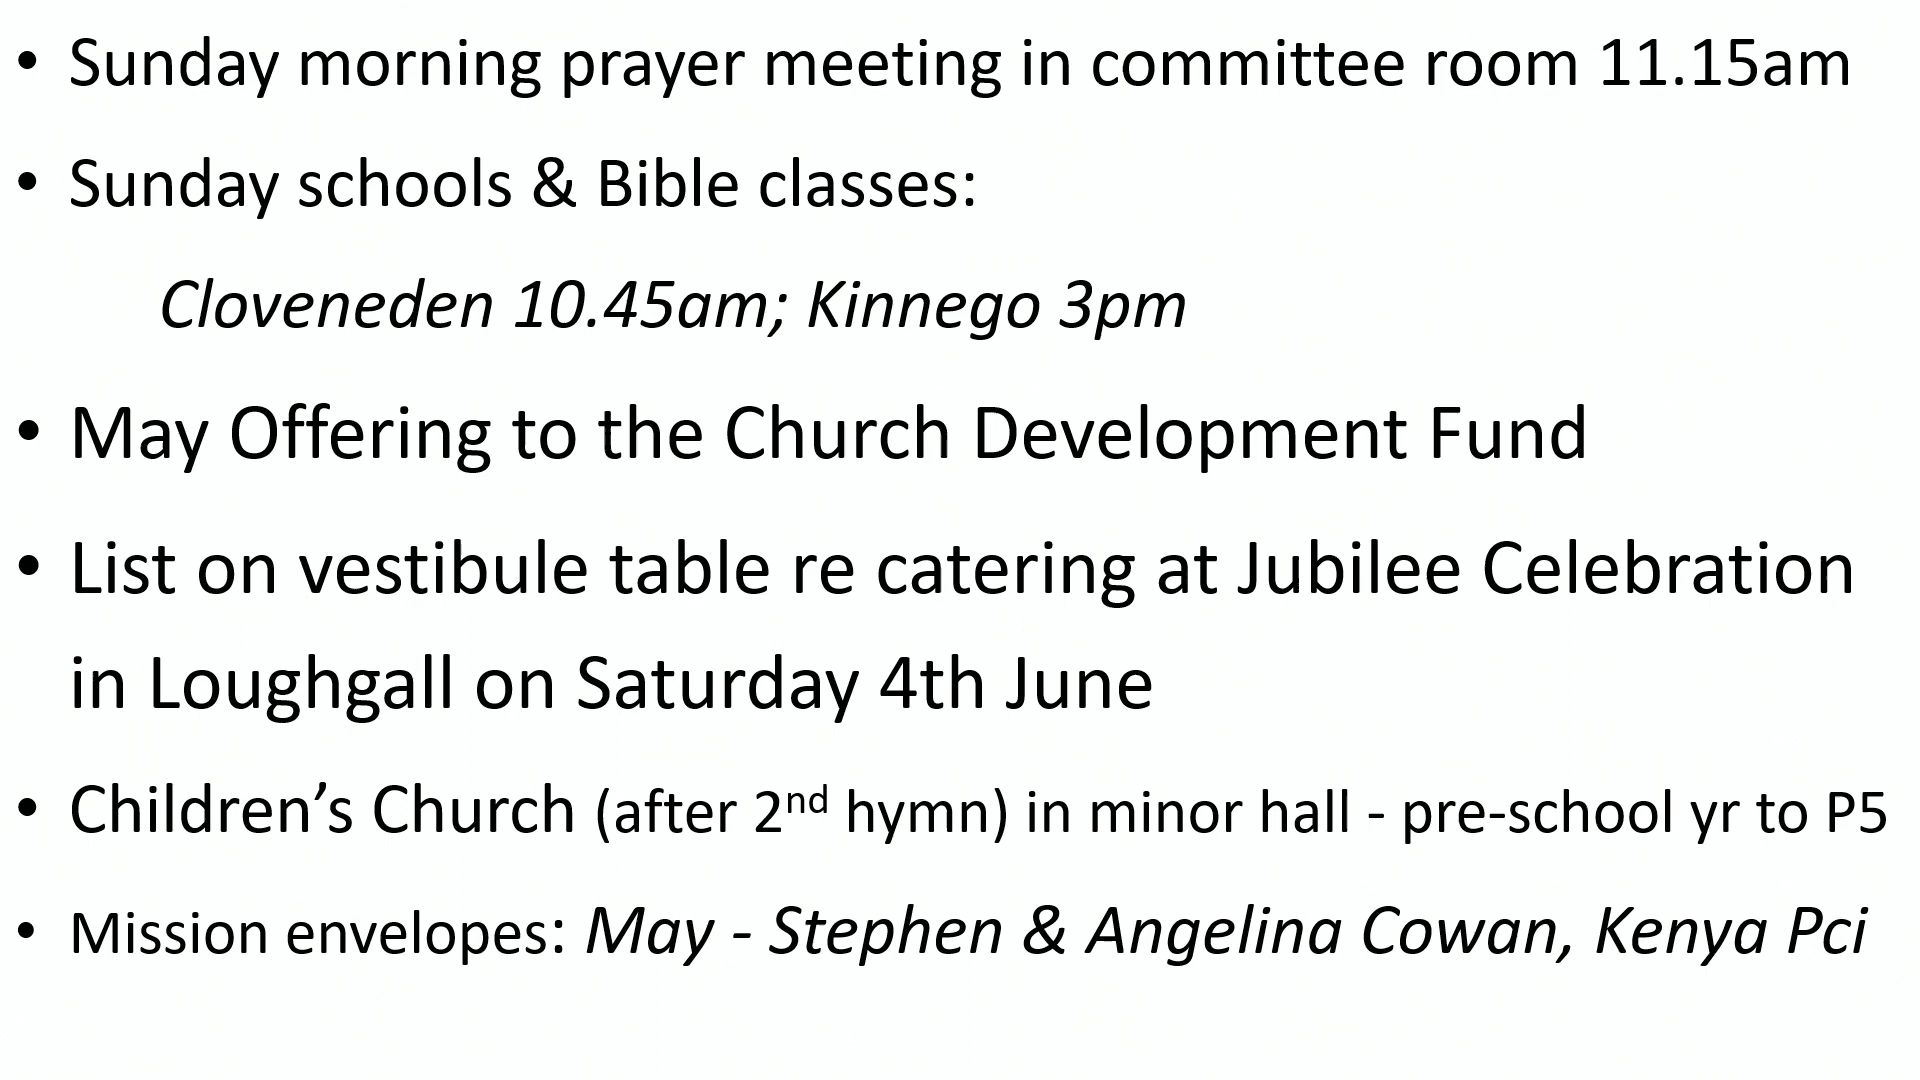 • Sunday morning prayer meeting in committee room 11.15am
• Sunday schools & Bible classes:
Cloveneden 10.45am; Kinnego 3pm
• May Offering to the Church Development Fund
• List on vestibule table re catering at Jubilee Celebration
in Loughgall on Saturday 4th June
• Children’s Church (after 2nd hymn) in minor hall - pre-school yr to P5
• Mission envelopes: May - Stephen & Angelina Cowan, Kenya Pci